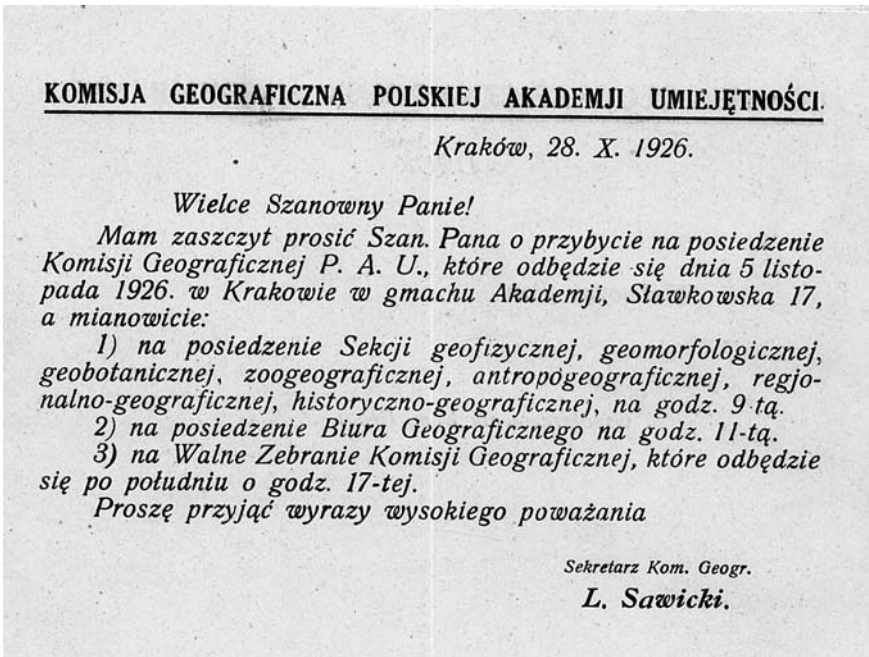 KOMISJA GEOGRAFICZNA POLSKIEJ AKADEMJI UMIEJĘTNOŚCI.
Kraków, 28. X. 1926.
Wielce Szanowny Panie!
Mam zaszczyt prosić Szan. Pana o przybycie na posiedzenie
Komisji Geograficznej P. A. U., które odbędzie się dnia 5 listo-
pada 1926. w Krakowie w gmachu Akademji, Sławkowska 17,
a mianowicie:
1) na posiedzenie Sekcji geofizycznej, geomorfologicznej,
geobotanicznej, zoogeograficznej, antropogeograficznej, regjo-
nalno-geograficznej, historyczno-geograficznej, na godz. 9-tą.
2) na posiedzenie Biura Geograficznego na godz. 11-tą.
3) na Walne Zebranie Komisji Geograficznej, które odbędzie
się po południu o godz. 17-tej.
Proszę przyjąć wyrazy wysokiego poważania
Sekretarz Kom. Geogr.
L. Sawicki.